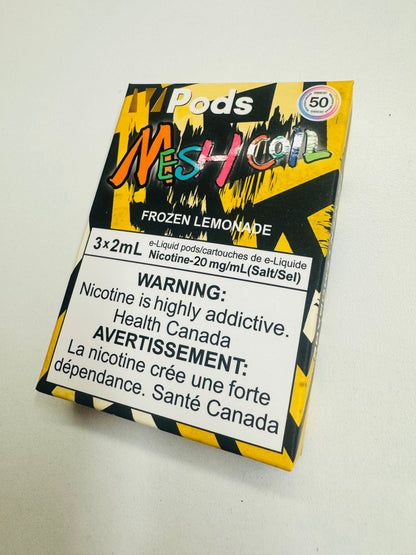 Pods
50
MESH COIL
FROZEN LEMONADE
3×2mL
e-Liquid pods/cartouches de e-Liquide
Nicotine-20 mg/mL(Salt/Sel)
WARNING:
Nicotine is highly addictive.
Health Canada
AVERTISSEMENT:
La nicotine crée une forte
dépendance. Santé Canada